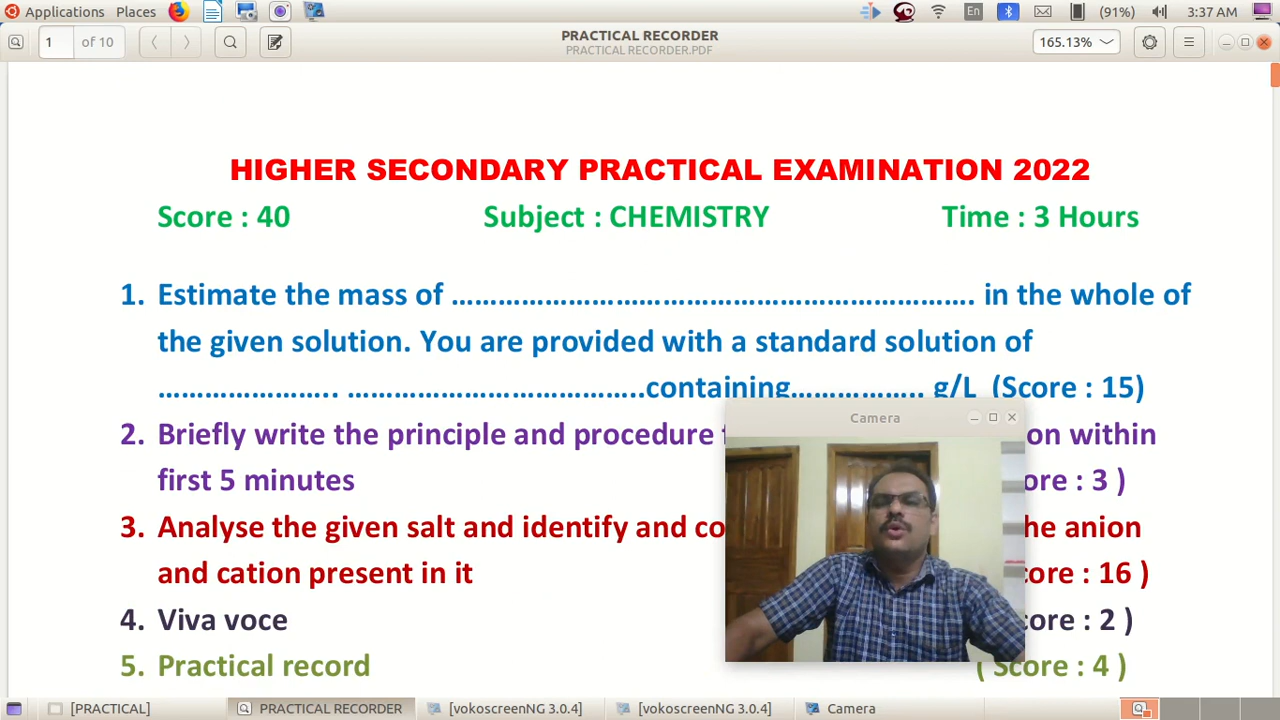 Applications Places En (91%) 3:37 AM
1 of 10 PRACTICAL RECORDER 165.13%
PRACTICAL RECORDER.PDF
HIGHER SECONDARY PRACTICAL EXAMINATION 2022
Score : 40 Subject : CHEMISTRY Time : 3 Hours
1. Estimate the mass of …………………………………………………………. in the whole of
the given solution. You are provided with a standard solution of
………………….. ………………………………..containing…………….. g/L (Score : 15)
2. Briefly write the principle and procedure on within
first 5 minutes ore : 3 )
3. Analyse the given salt and identify and co he anion
and cation present in it core : 16 )
4. Viva voce core : 2 )
5. Practical record ( Score : 4 )
Camera
[PRACTICAL] PRACTICAL RECORDER [vokoscreenNG 3.0.4] [vokoscreenNG 3.0.4] Camera